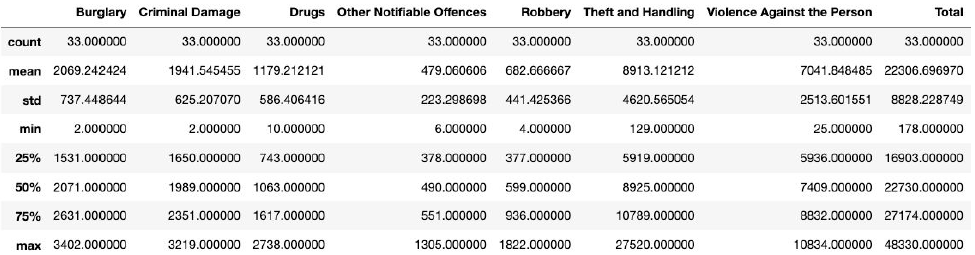 Burglary Criminal Damage Drugs Other Notifiable Offences Robbery Theft and Handling Violence Against the Person Total
count 33.000000 33.000000 33.000000 33.000000 33.000000 33.000000 33.000000 33.000000
mean 2069.242424 1941.545455 1179.212121 479.060606 682.666667 8913.121212 7041.848485 22306.696970
std 737.448644 625.207070 586.406416 223.298698 441.425366 4620.565054 2513.601551 8828.228749
min 2.000000 2.000000 10.000000 6.000000 4.000000 129.000000 25.000000 178.000000
25% 1531.000000 1650.000000 743.000000 378.000000 377.000000 5919.000000 5936.000000 16903.000000
50% 2071.000000 1989.000000 1063.000000 490.000000 599.000000 8925.000000 7409.000000 22730.000000
75% 2631.000000 2351.000000 1617.000000 551.000000 936.000000 10789.000000 8832.000000 27174.000000
max 3402.000000 3219.000000 2738.000000 1305.000000 1822.000000 27520.000000 10834.000000 48330.000000